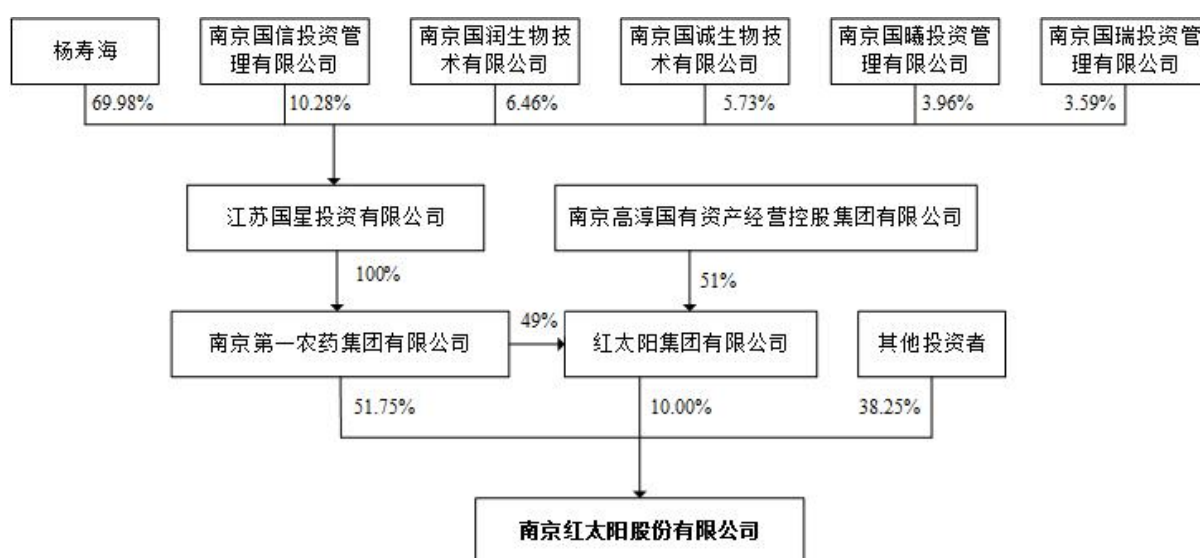 杨寿海
南京国信投资管
理有限公司
南京国润生物技
术有限公司
南京国诚生物技
术有限公司
南京国曦投资管
理有限公司
南京国瑞投资管
理有限公司
69.98%
10.28%
6.46%
5.73%
3.96%
3.59%
江苏国星投资有限公司
南京高淳国有资产经营控股集团有限公司
100%
51%
南京第一农药集团有限公司
49%
红太阳集团有限公司
其他投资者
51.75%
10.00%
38.25%
南京红太阳股份有限公司